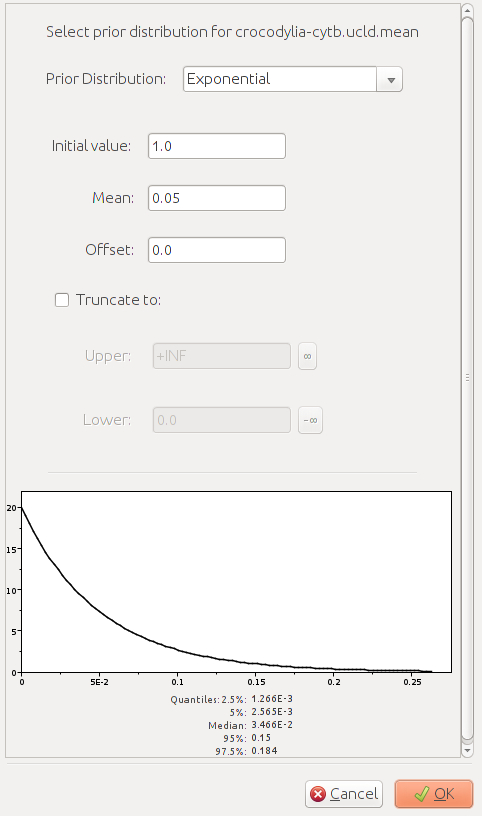 Select prior distribution for crocodylia-cytb.ucld.mean
Prior Distribution: Exponential
Initial value: 1.0
Mean: 0.05
Offset: 0.0
Truncate to:
Upper: +INF ∞
Lower: 0.0 -∞
20
15
10
5
0
0 5E-2 0.1 0.15 0.2 0.25
Quantiles: 2.5%: 1.266E-3
5%: 2.565E-3
Median: 3.466E-2
95%: 0.15
97.5%: 0.184
Cancel OK